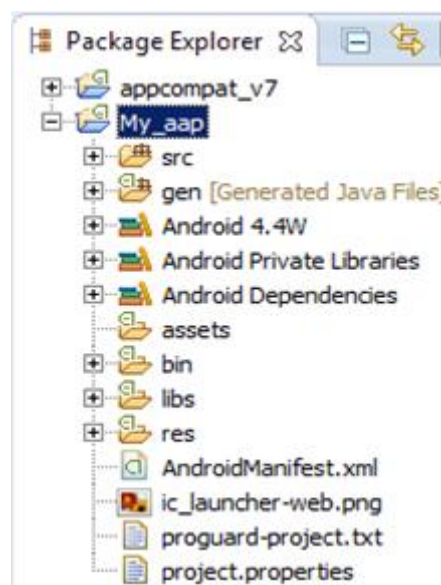 Package Explorer
appcompat_v7
My_aap
src
gen [Generated Java Files]
Android 4.4W
Android Private Libraries
Android Dependencies
assets
bin
libs
res
AndroidManifest.xml
ic_launcher-web.png
proguard-project.txt
project.properties